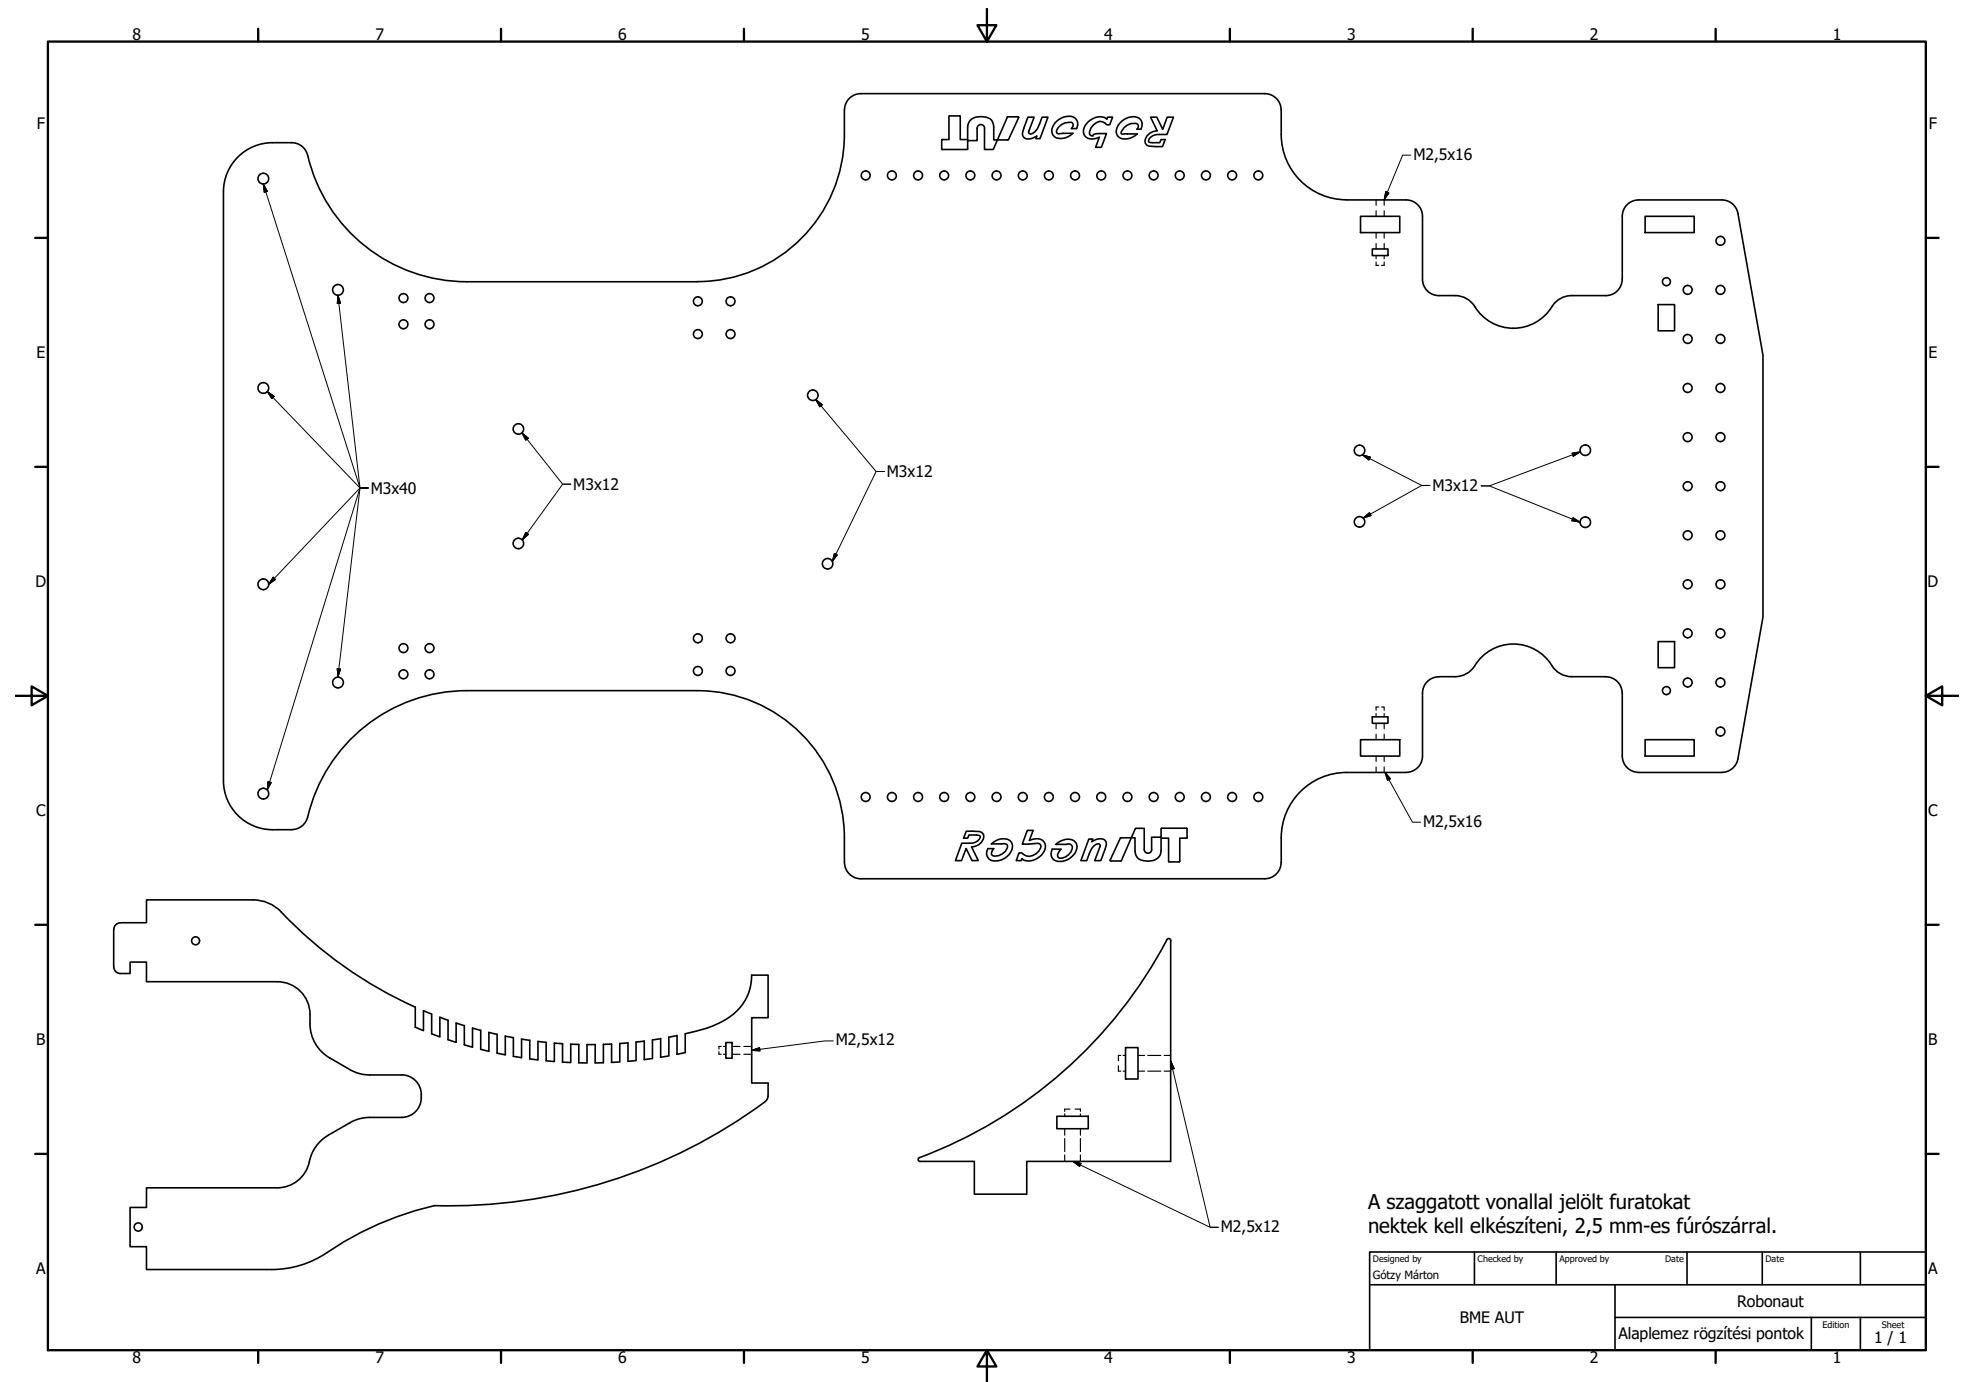 8 7 6 5 4 3 2 1
F F
RobonAUT
M2,5x16
E E
M3x12
M3x12
M3x40
M3x12
M3x12
D D
C C
M2,5x16
RobonAUT
B B
M2,5x12
M2,5x12
A szaggatott vonallal jelölt furatokat
nektek kell elkészíteni, 2,5 mm-es fúrószárral.
A A
Designed by Checked by Approved by Date Date
Gótzy Márton
BME AUT
Robonaut
Alaplemez rögzítési pontok
Edition Sheet
1 / 1
8 7 6 5 4 3 2 1